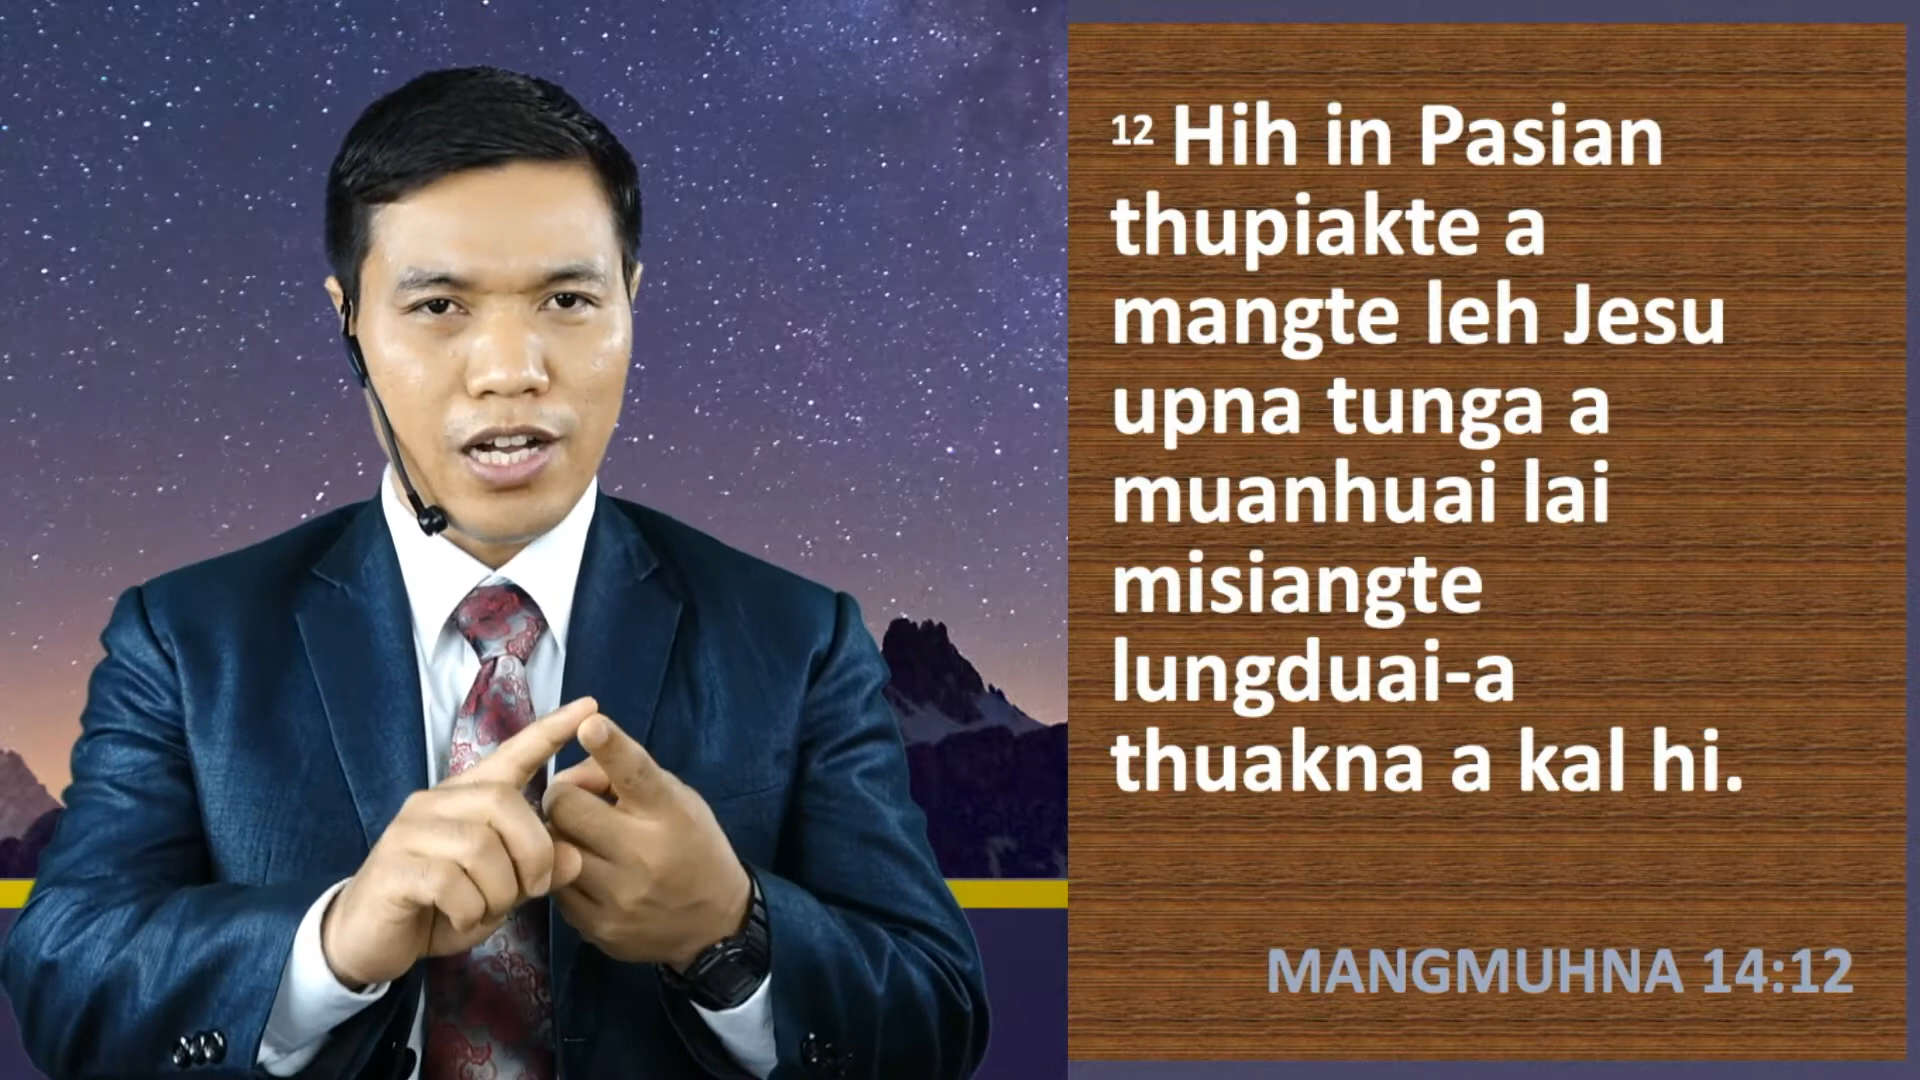 12 Hih in Pasian
thupiakte a
mangte leh Jesu
upna tunga a
muanhuai lai
misiangte
lungduai-a
thuakna a kal hi.
MANGMUHNA 14:12